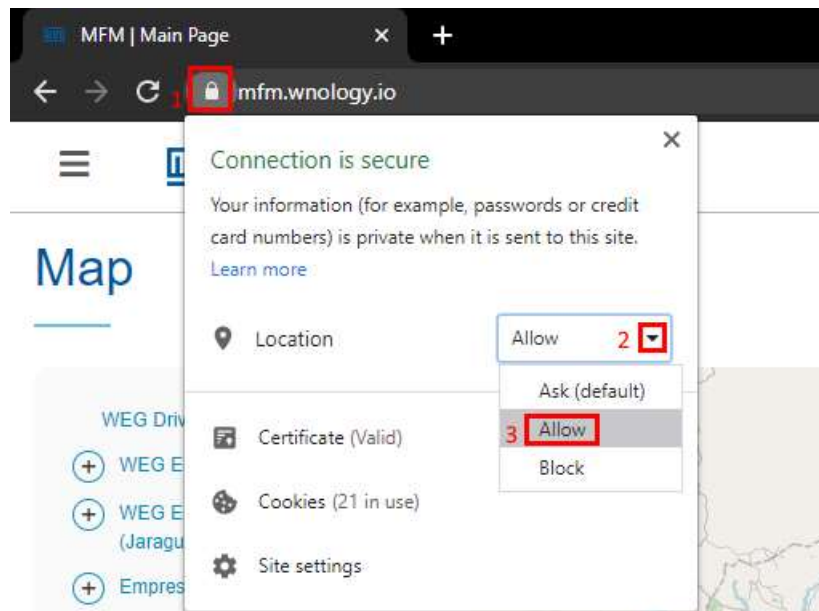 MFM | Main Page
1
mfm.wnology.io
Connection is secure
Your information (for example, passwords or credit
card numbers) is private when it is sent to this site.
Learn more
Map
Location
Allow
2
Ask (default)
3
Allow
Block
WEG Driv
Certificate (Valid)
WEG E
Cookies (21 in use)
WEG E
(Jaragu
Site settings
Empres